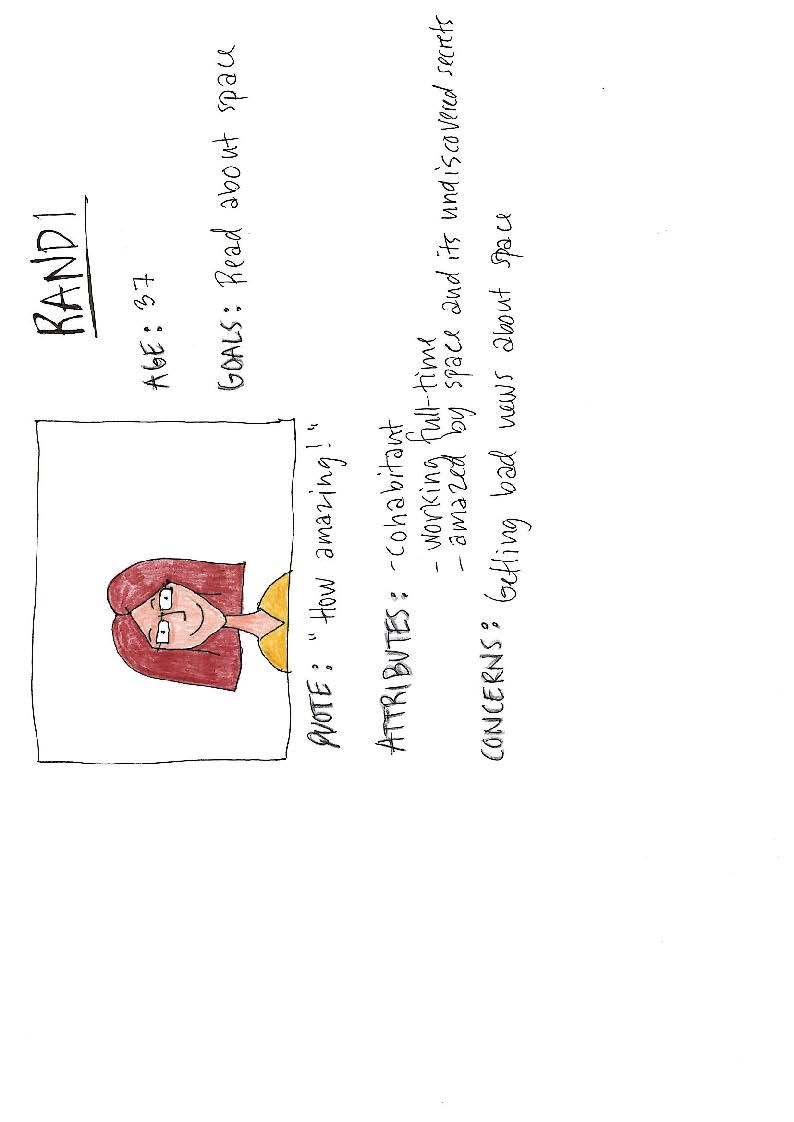 RANDI
AGE: 37
GOALS: Read about space
QUOTE: "How amazing!"
ATTRIBUTES: - cohabitant
- working full-time
- amazed by space and its undiscovered secrets
CONCERNS: Getting bad news about space